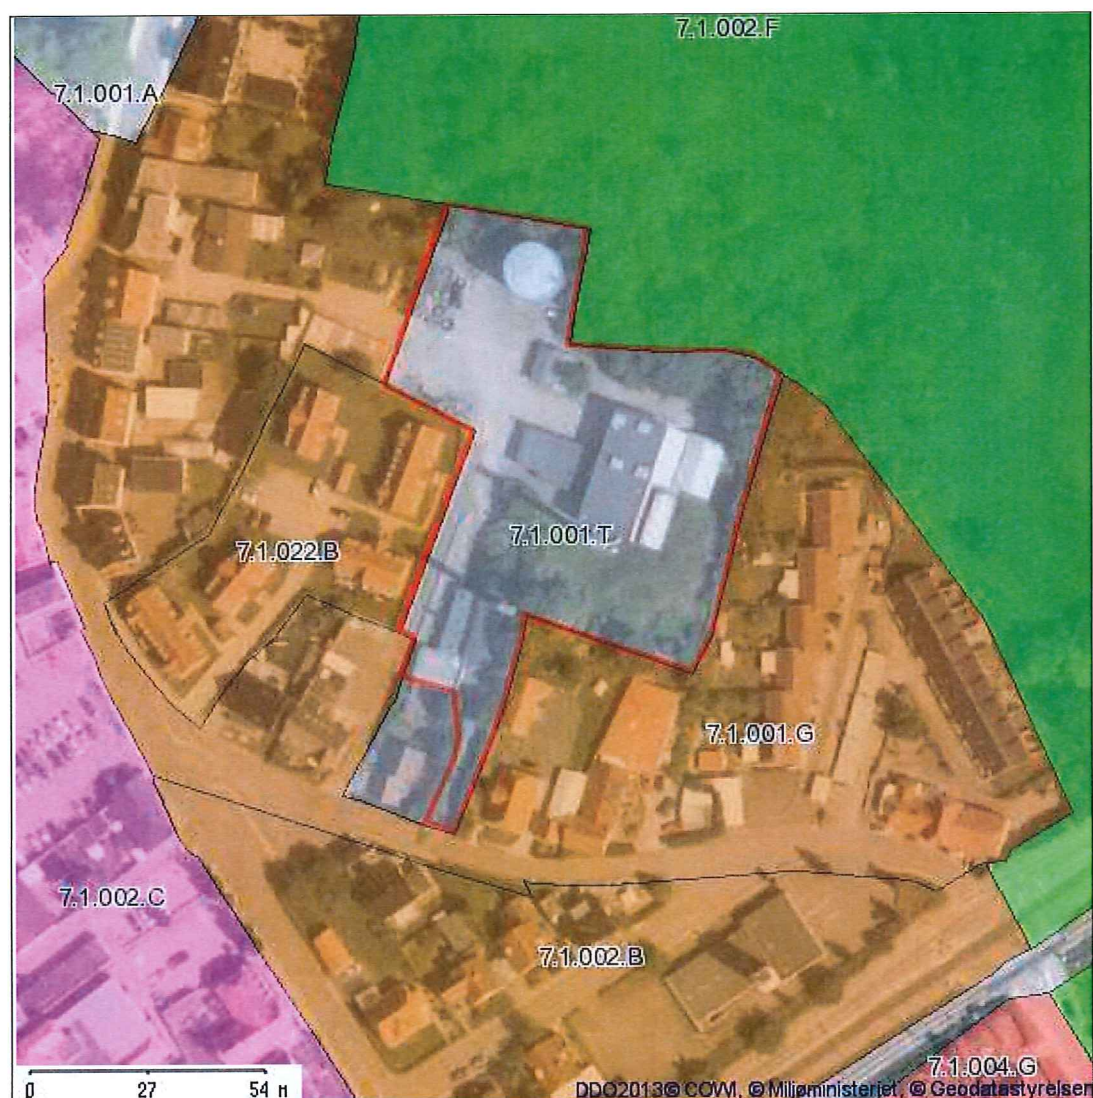 7.1.002.F
7.1.001.A
7.1.001.T
7.1.022.B
7.1.001.G
7.1.002.C
7.1.002.B
7.1.004.G
0 27 54 M
DDO2013© COWI, © Miljøministeriet, © Geodatastyrelsen